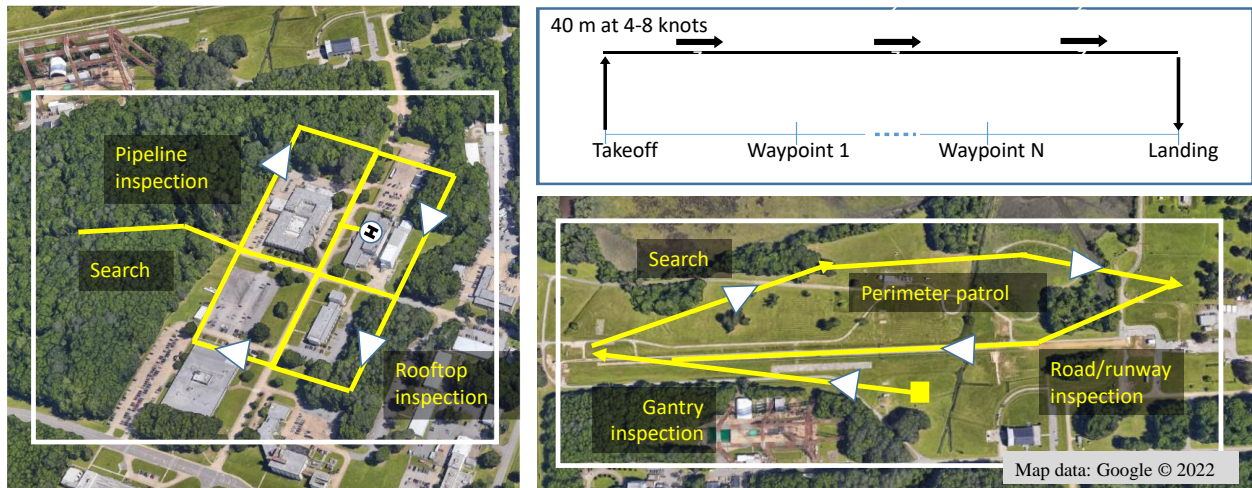 Pipeline
inspection
Search
H
Rooftop
inspection
40 m at 4-8 knots
Takeoff
Waypoint 1
Waypoint N
Landing
Search
Perimeter patrol
Road/runway
inspection
Gantry
inspection
Map data: Google © 2022